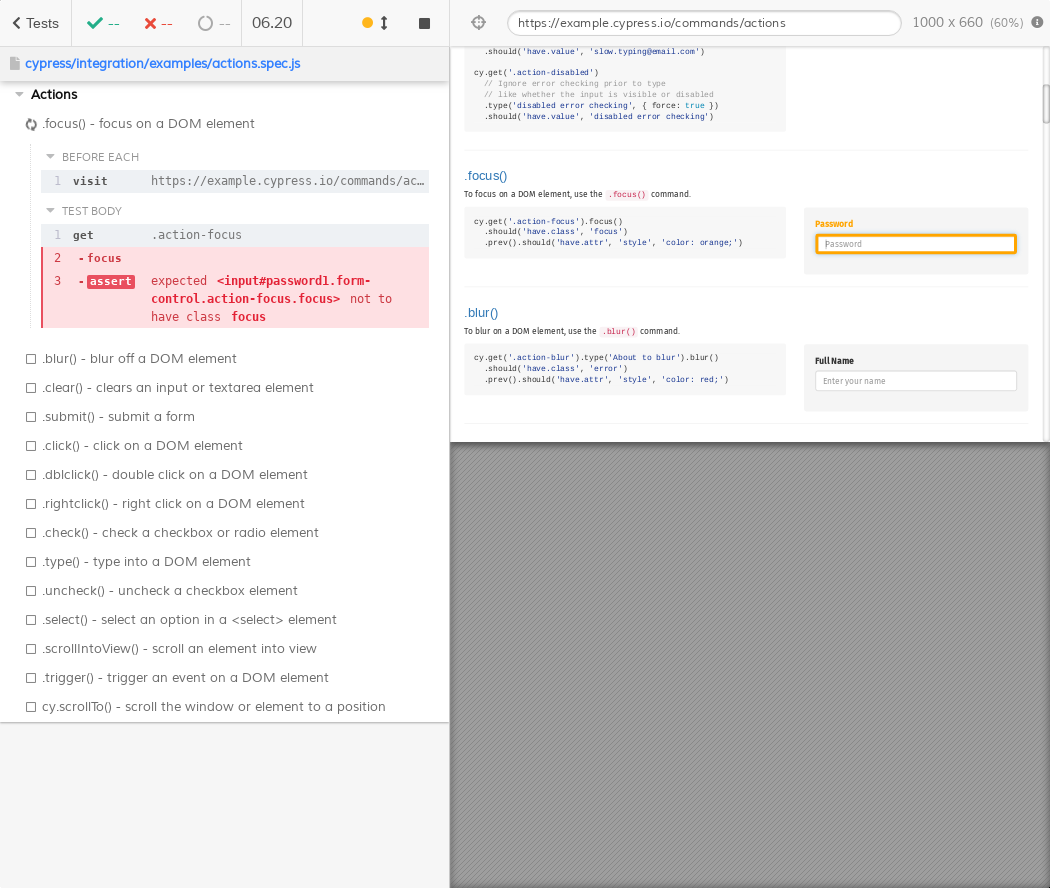 Tests
--
--
--
06.20
https://example.cypress.io/commands/actions
1000 x 660 (60%)
cypress/integration/examples/actions.spec.js
Actions
.focus() - focus on a DOM element
BEFORE EACH
1 visit https://example.cypress.io/commands/ac…
TEST BODY
1 get .action-focus
2 - focus
3 - assert expected <input#password1.form-
control.action-focus.focus> not to
have class focus
.blur() - blur off a DOM element
.clear() - clears an input or textarea element
.submit() - submit a form
.click() - click on a DOM element
.dblclick() - double click on a DOM element
.rightclick() - right click on a DOM element
.check() - check a checkbox or radio element
.type() - type into a DOM element
.uncheck() - uncheck a checkbox element
.select() - select an option in a <select> element
.scrollIntoView() - scroll an element into view
.trigger() - trigger an event on a DOM element
cy.scrollTo() - scroll the window or element to a position
.should('have.value', 'slow.typing@email.com')
cy.get('.action-disabled')
// Ignore error checking prior to type
// like whether the input is visible or disabled
.type('disabled error checking', { force: true })
.should('have.value', 'disabled error checking')
.focus()
To focus on a DOM element, use the .focus() command.
cy.get('.action-focus').focus()
.should('have.class', 'focus')
.prev().should('have.attr', 'style', 'color: orange;')
Password
Password
.blur()
To blur on a DOM element, use the .blur() command.
cy.get('.action-blur').type('About to blur').blur()
.should('have.class', 'error')
.prev().should('have.attr', 'style', 'color: red;')
Full Name
Enter your name